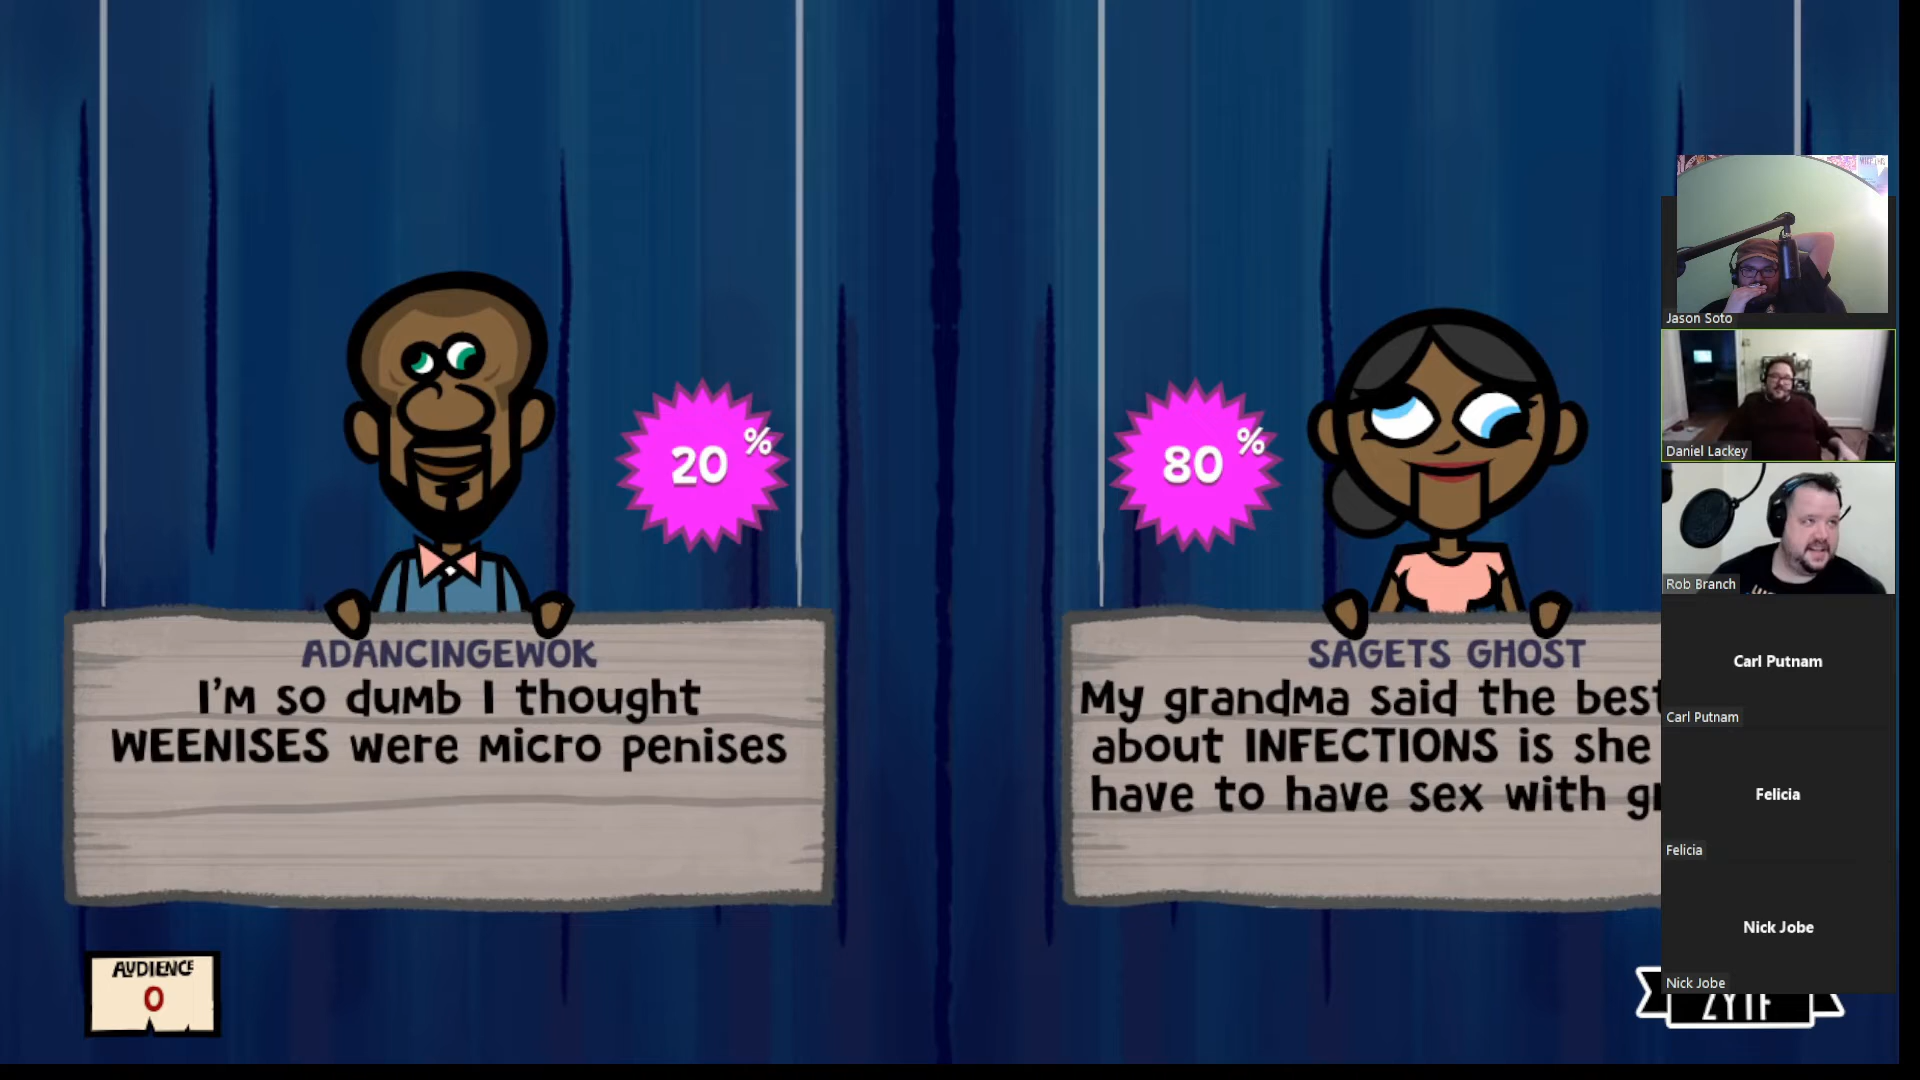 20%
80%
ADANCINGEWOK
I'M so dumb I thought
WEENISES were micro penises
SAGETS GHOST
My grandma said the best
about INFECTIONS is she
have to have sex with
AUDIENCE
0
Jason Soto
Daniel Lackey
Rob Branch
Carl Putnam
Carl Putnam
Felicia
Felicia
Nick Jobe
Nick Jobe